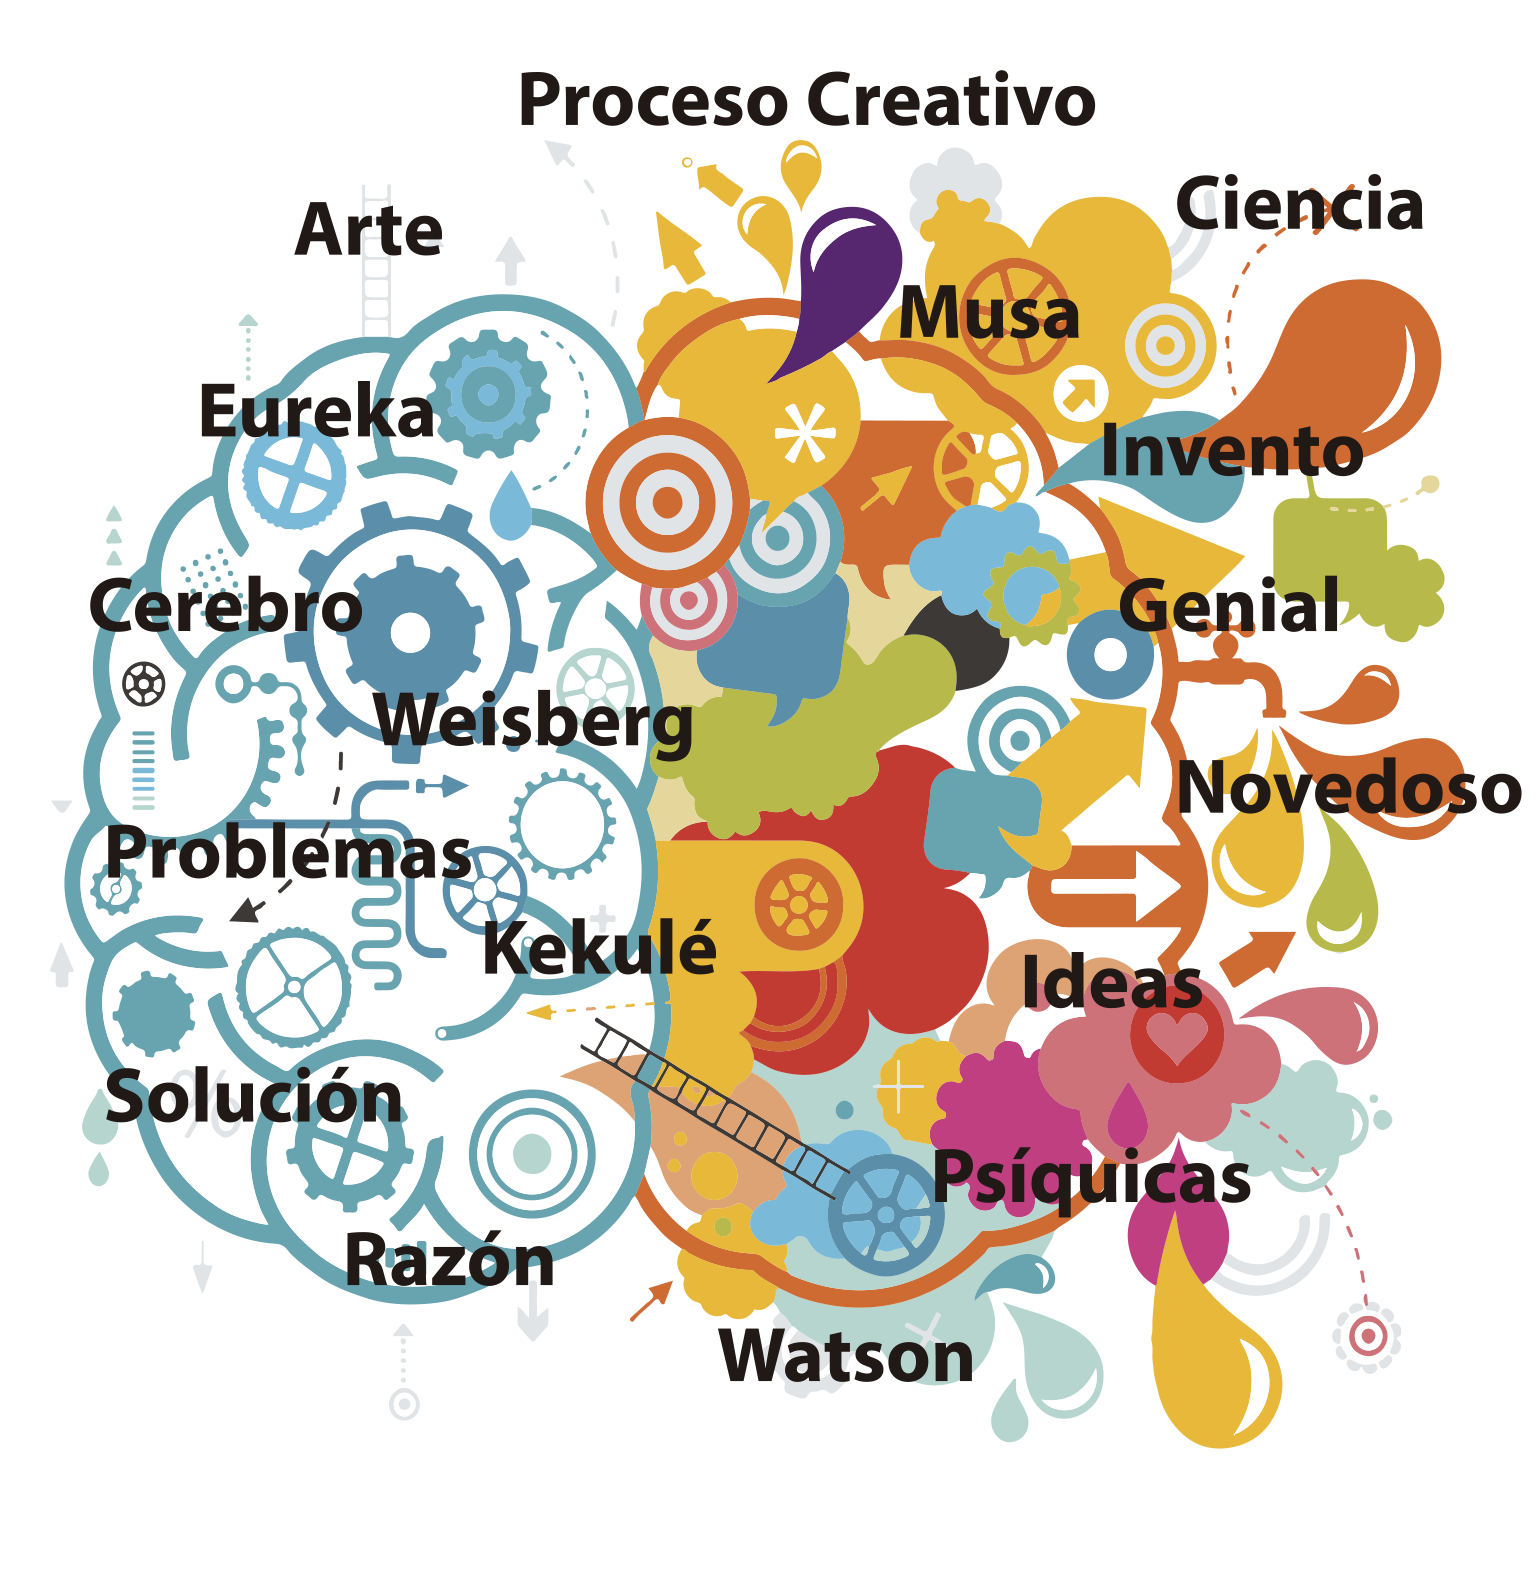 Proceso Creativo
Ciencia
Arte
Musa
Eureka
Invento
Cerebro
Genial
Weisberg
Novedoso
Problemas
Kekulé
Ideas
Solución
Psíquicas
Razón
Watson